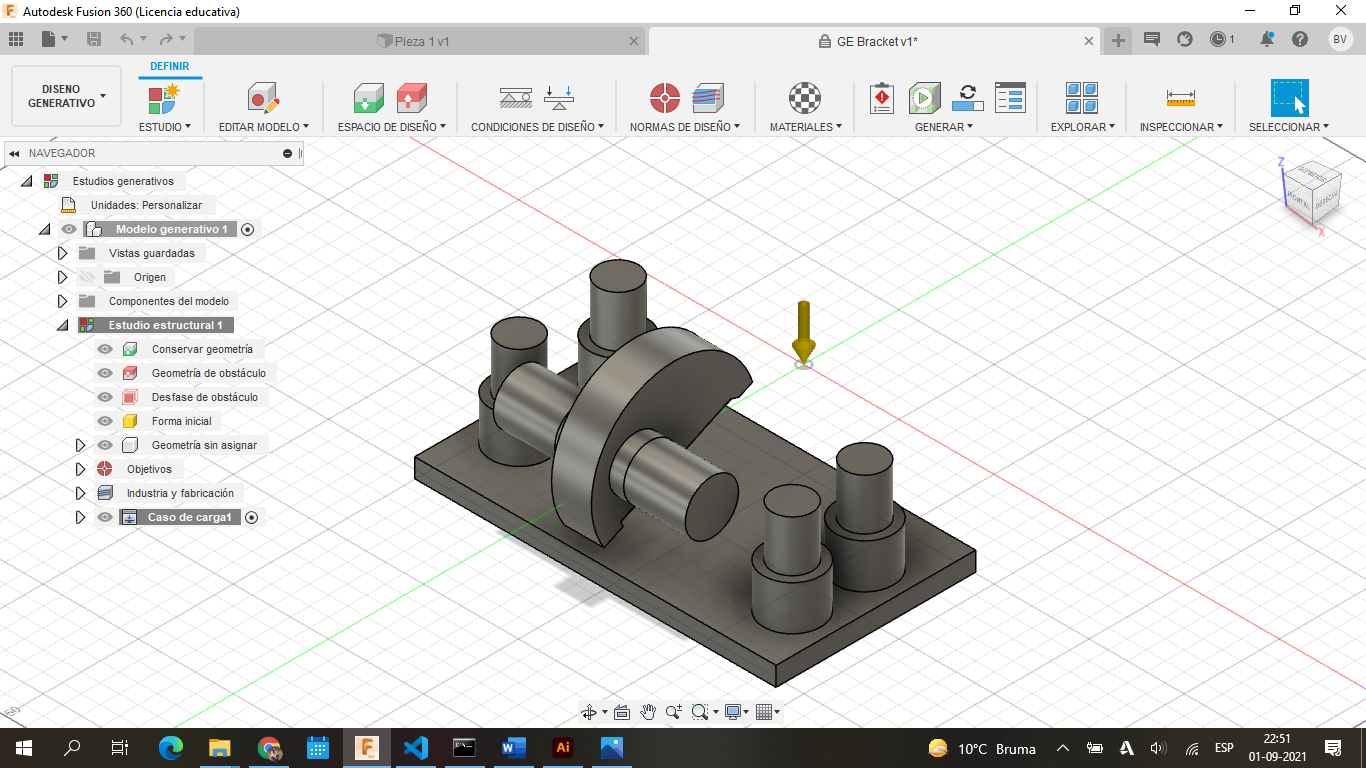 Autodesk Fusion 360 (Licencia educativa)
Pieza 1 v1
GE Bracket v1*
1
BV
DISEÑO
GENERATIVO
DEFINIR
ESTUDIO
EDITAR MODELO
ESPACIO DE DISEÑO
CONDICIONES DE DISEÑO
NORMAS DE DISEÑO
MATERIALES
GENERAR
EXPLORAR
INSPECCIONAR
SELECCIONAR
NAVEGADOR
Estudios generativos
Unidades: Personalizar
Modelo generativo 1
Vistas guardadas
Origen
Componentes del modelo
Estudio estructural 1
Conservar geometría
Geometría de obstáculo
Desfase de obstáculo
Forma inicial
Geometría sin asignar
Objetivos
Industria y fabricación
Caso de carga1
Z
SUPERIOR
FRONTAL
DERECHA
X
50
10°C Bruma
ESP
22:51
01-09-2021